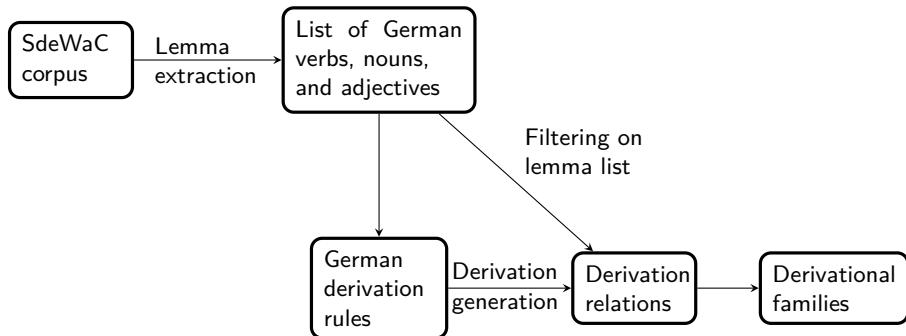 SdeWaC
corpus
Lemma
extraction
List of German
verbs, nouns,
and adjectives
Filtering on
lemma list
German
derivation
rules
Derivation
generation
Derivation
relations
Derivational
families